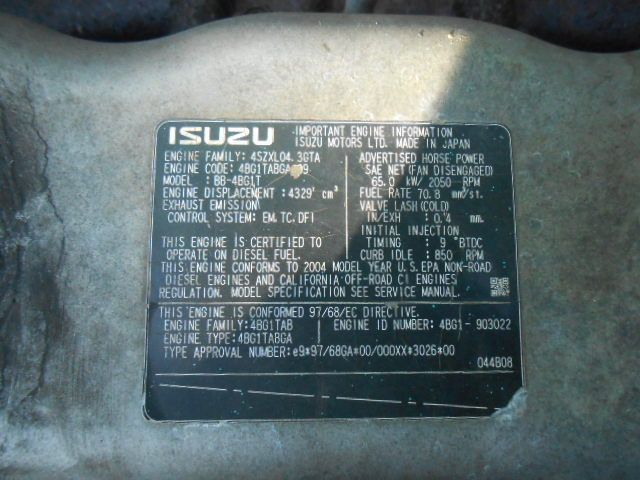 ISUZU IMPORTANT ENGINE INFORMATION
ISUZU MOTORS LTD. MADE IN JAPAN
ENGINE FAMILY: 4SZXL04.3GTA
ENGINE CODE: 4BG1TABGA 09
MODEL: BB-4BG1T
ENGINE DISPLACEMENT: 4329 cm³
EXHAUST EMISSION
CONTROL SYSTEM: EM, TC, DFI
ADVERTISED HORSE POWER
SAE NET (FAN DISENGAGED)
65.0 kW/ 2050 RPM
FUEL RATE 70.8 mm³/st.
VALVE LASH (COLD)
IN/EXH : 0.4 mm.
INITIAL INJECTION
TIMING : 9 °BTDC
CURB IDLE : 850 RPM
THIS ENGINE IS CERTIFIED TO
OPERATE ON DIESEL FUEL.
THIS ENGINE CONFORMS TO 2004 MODEL YEAR U.S. EPA NON-ROAD
DIESEL ENGINES AND CALIFORNIA OFF-ROAD CI ENGINES
REGULATION. MODEL SPECIFICATION SEE SERVICE MANUAL.
THIS ENGINE IS CONFORMED 97/68/EC DIRECTIVE.
ENGINE FAMILY: 4BG1TAB ENGINE ID NUMBER: 4BG1- 903022
ENGINE TYPE: 4BG1TABGA
TYPE APPROVAL NUMBER: e9*97/68GA*00/000XX*3026*00
044B08